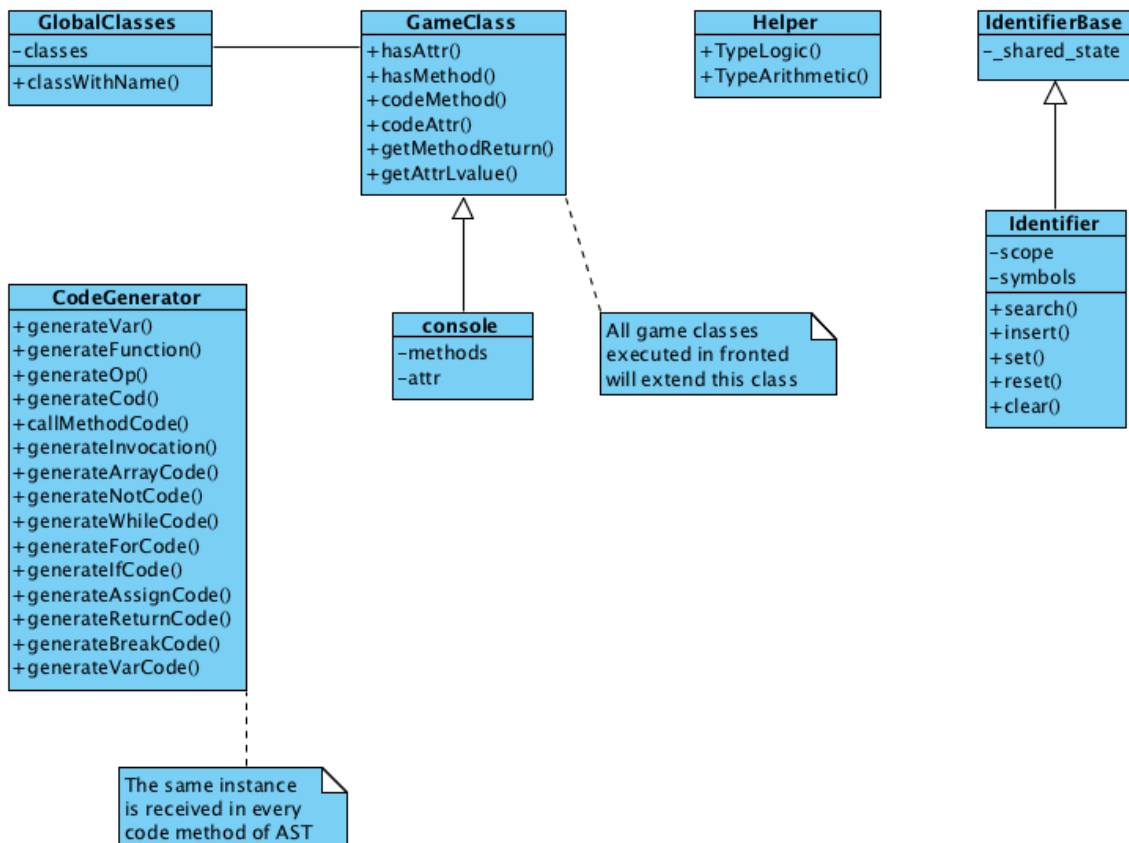 GlobalClasses
-classes
+classWithName()
GameClass
+hasAttr()
+hasMethod()
+codeMethod()
+codeAttr()
+getMethodReturn()
+getAttrLvalue()
Helper
+TypeLogic()
+TypeArithmetic()
IdentifierBase
-_shared_state
Identifier
-scope
-symbols
+search()
+insert()
+set()
+reset()
+clear()
console
-methods
-attr
All game classes
executed in fronted
will extend this class
CodeGenerator
+generateVar()
+generateFunction()
+generateOp()
+generateCod()
+callMethodCode()
+generateInvocation()
+generateArrayCode()
+generateNotCode()
+generateWhileCode()
+generateForCode()
+generateIfCode()
+generateAssignCode()
+generateReturnCode()
+generateBreakCode()
+generateVarCode()
The same instance
is received in every
code method of AST